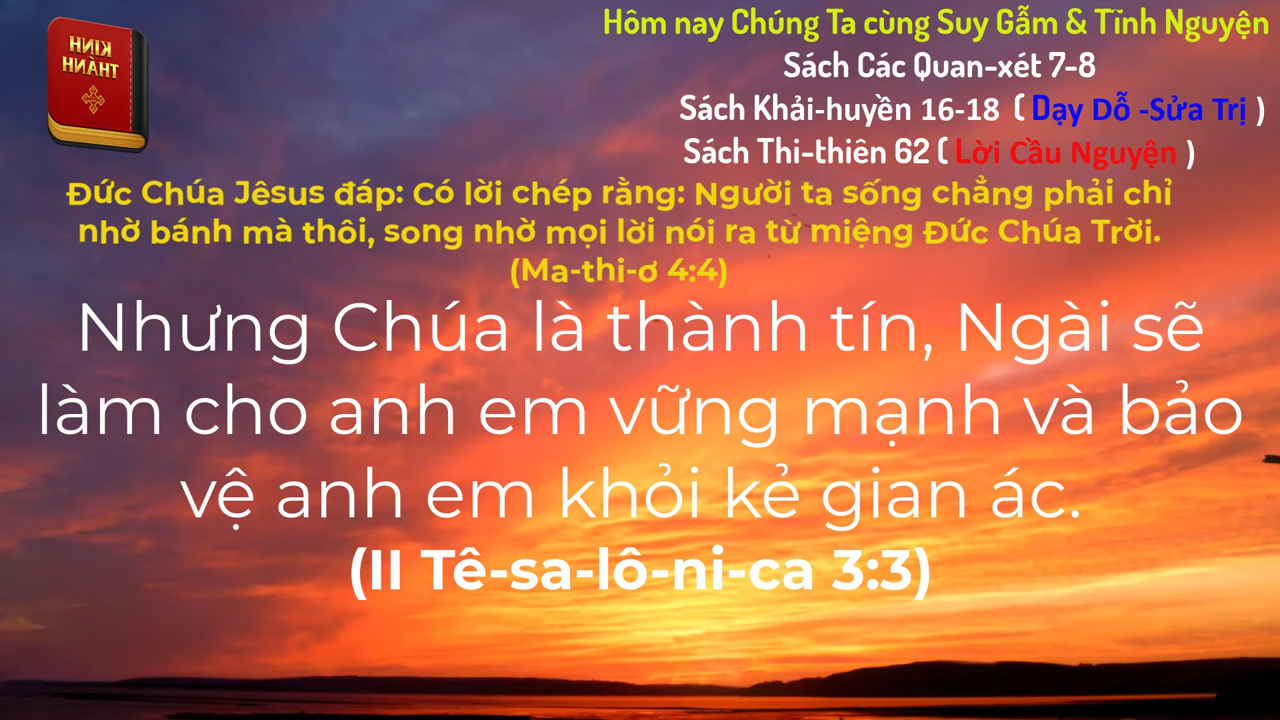 KINH
THÁNH
Hôm nay Chúng Ta cùng Suy Gẫm & Tĩnh Nguyện
Sách Các Quan-xét 7-8
Sách Khải-huyền 16-18 ( Dạy Dỗ -Sửa Trị )
Sách Thi-thiên 62 ( Lời Cầu Nguyện )
Đức Chúa Jêsus đáp: Có lời chép rằng: Người ta sống chẳng phải chỉ
nhờ bánh mà thôi, song nhờ mọi lời nói ra từ miệng Đức Chúa Trời.
(Ma-thi-ơ 4:4)
Nhưng Chúa là thành tín, Ngài sẽ
làm cho anh em vững mạnh và bảo
vệ anh em khỏi kẻ gian ác.
(II Tê-sa-lô-ni-ca 3:3)